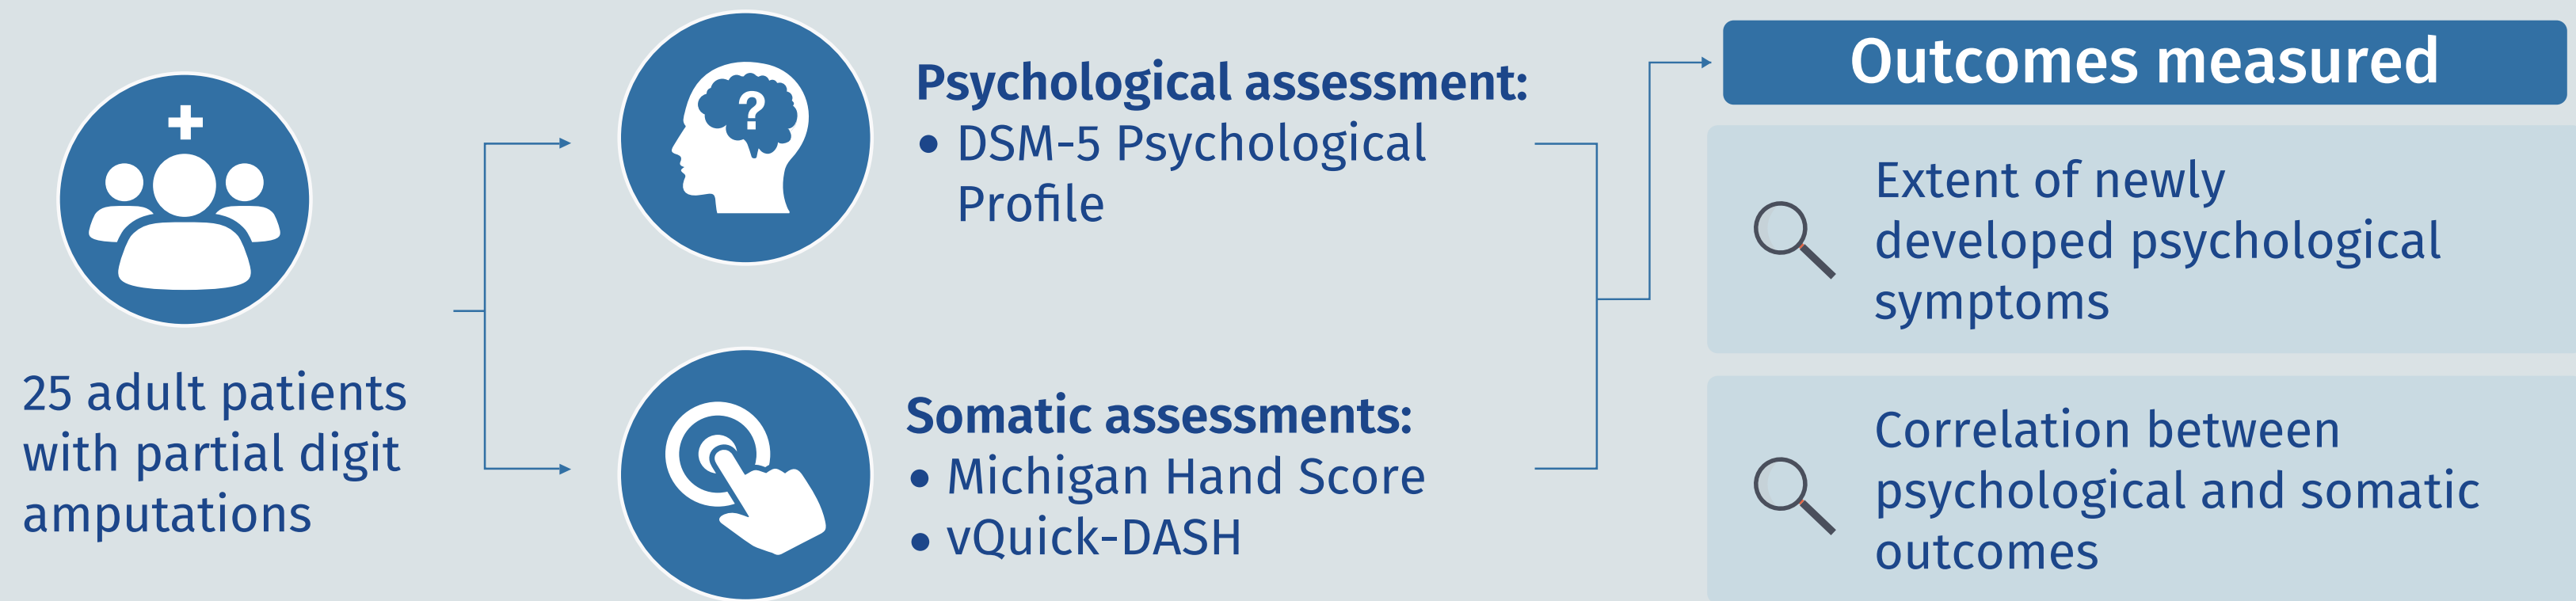 25 adult patients
with partial digit
amputations
?
Psychological assessment:
• DSM-5 Psychological
Profile
Somatic assessments:
• Michigan Hand Score
• vQuick-DASH
Outcomes measured
Extent of newly
developed psychological
symptoms
Correlation between
psychological and somatic
outcomes